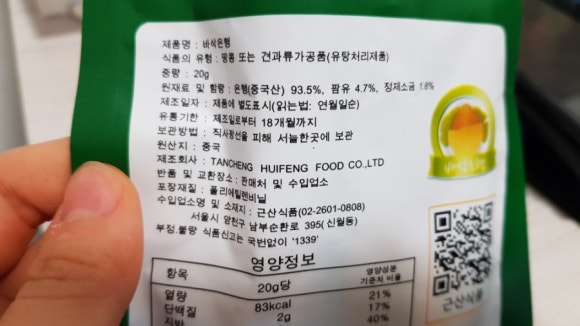 제품명 : 바삭은행
식품의 유형 : 땅콩 또는 견과류가공품(유탕처리제품)
중량 : 20g
원재료 및 함량 : 은행(중국산) 93.5%, 팜유 4.7%, 정제소금 1.8%
제조일자 : 제품에 별도표시(읽는법: 연월일순)
유통기한 : 제조일로부터 18개월까지
보관방법 : 직사광선을 피해 서늘한곳에 보관
원산지 : 중국
제조회사 : TANCHENG HUIFENG FOOD CO.,LTD
반품 및 교환장소 : 판매처 및 수입업소
포장재질 : 폴리에틸렌비닐
수입업소명 및 소재지 : 근산식품(02-2601-0808)
서울시 양천구 남부순환로 395(신월동)
부정.불량 식품신고는 국번없이 '1339'
바삭은행
근산식품
영양정보
항목 20g당 영양성분 기준치 비율
열량 83kcal 21%
단백질 2g 17%
지방 40%